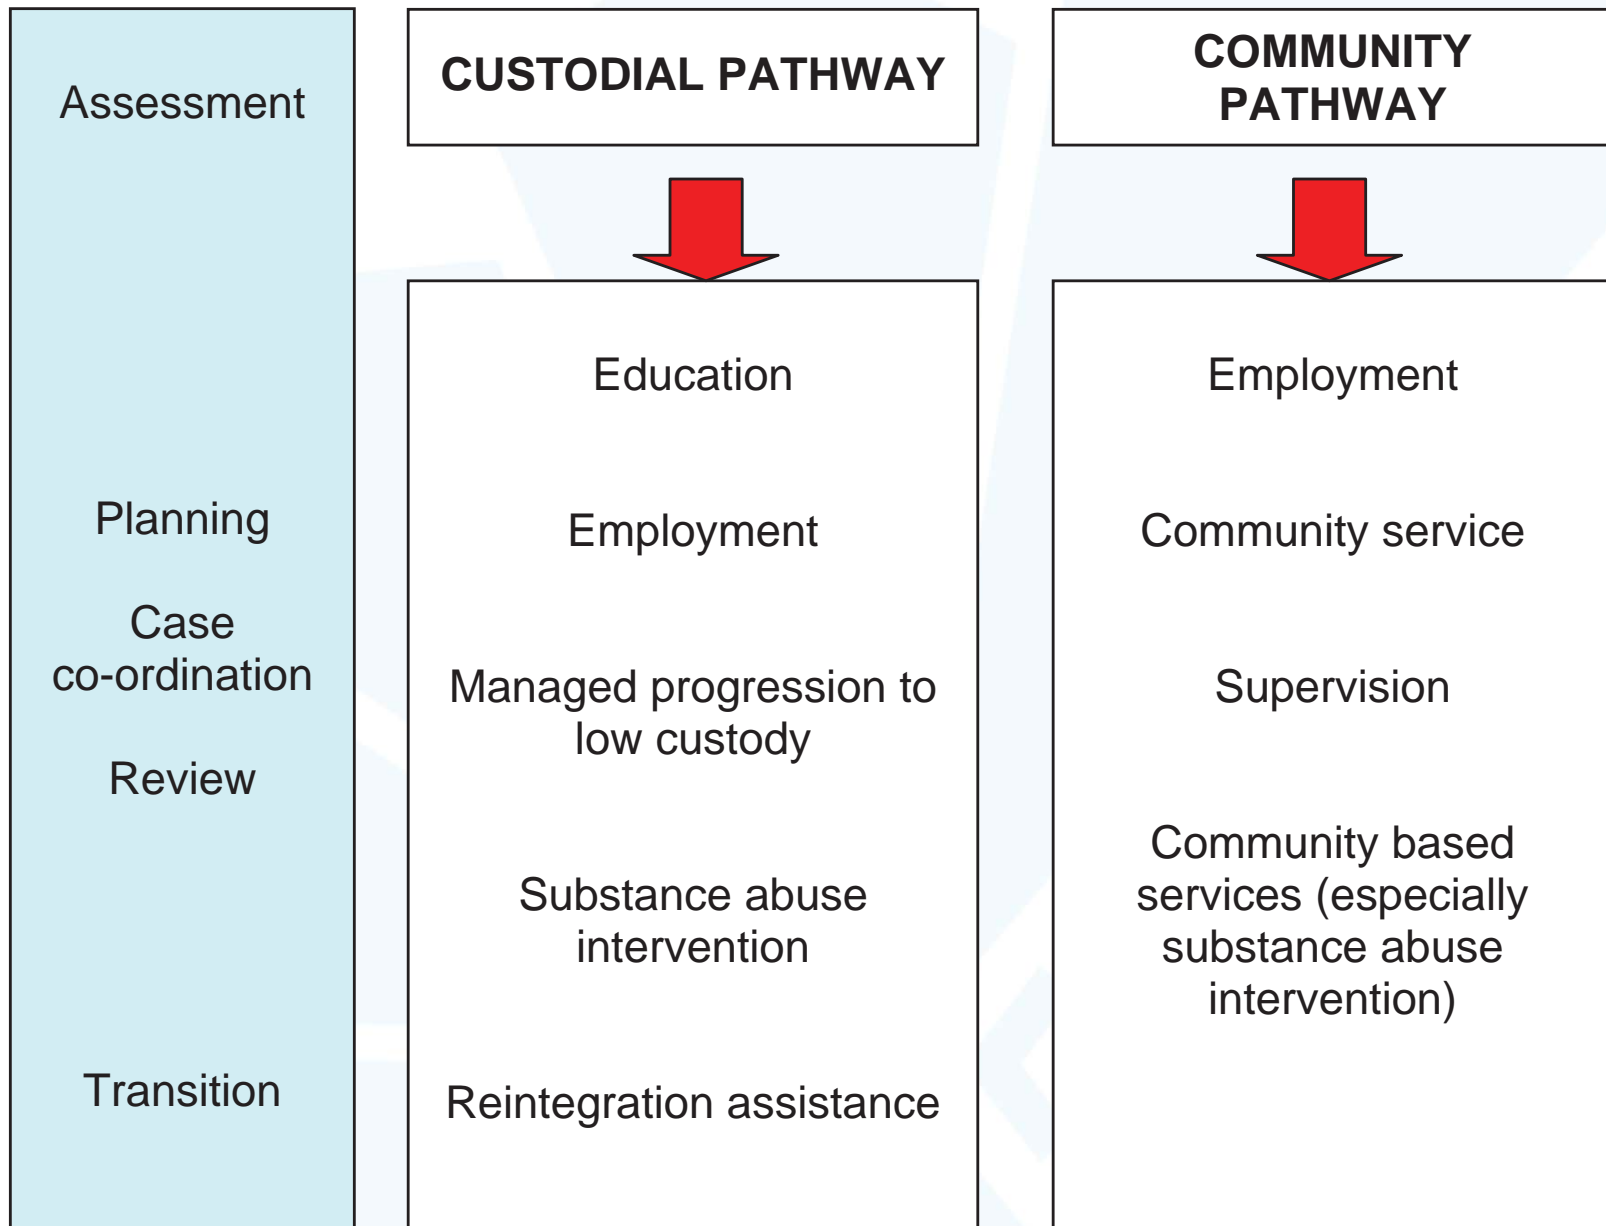 Assessment
Planning
Case
co-ordination
Review
Transition
CUSTODIAL PATHWAY
Education
Employment
Managed progression to
low custody
Substance abuse
intervention
Reintegration assistance
COMMUNITY
PATHWAY
Employment
Community service
Supervision
Community based
services (especially
substance abuse
intervention)